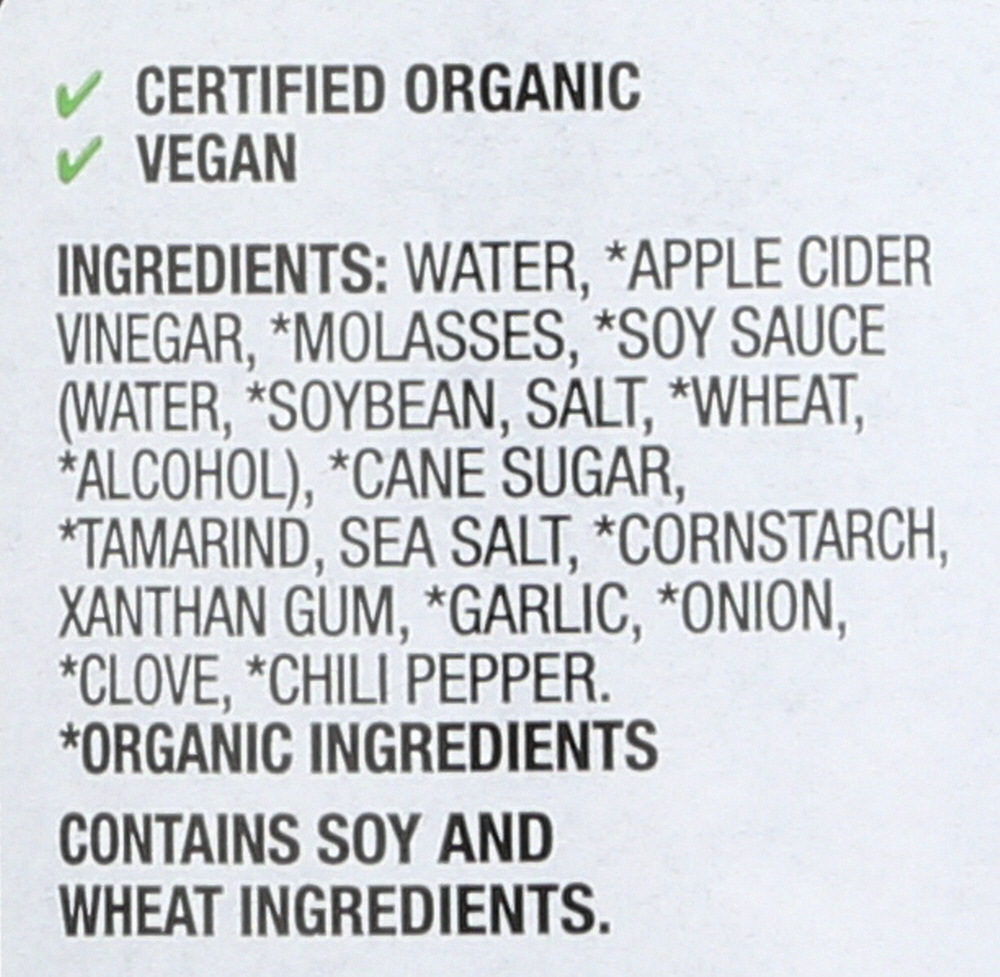 ✓ CERTIFIED ORGANIC
✓ VEGAN
INGREDIENTS: WATER, *APPLE CIDER
VINEGAR, *MOLASSES, *SOY SAUCE
(WATER, *SOYBEAN, SALT, *WHEAT,
*ALCOHOL), *CANE SUGAR,
*TAMARIND, SEA SALT, *CORNSTARCH,
XANTHAN GUM, *GARLIC, *ONION,
*CLOVE, *CHILI PEPPER.
*ORGANIC INGREDIENTS
CONTAINS SOY AND
WHEAT INGREDIENTS.